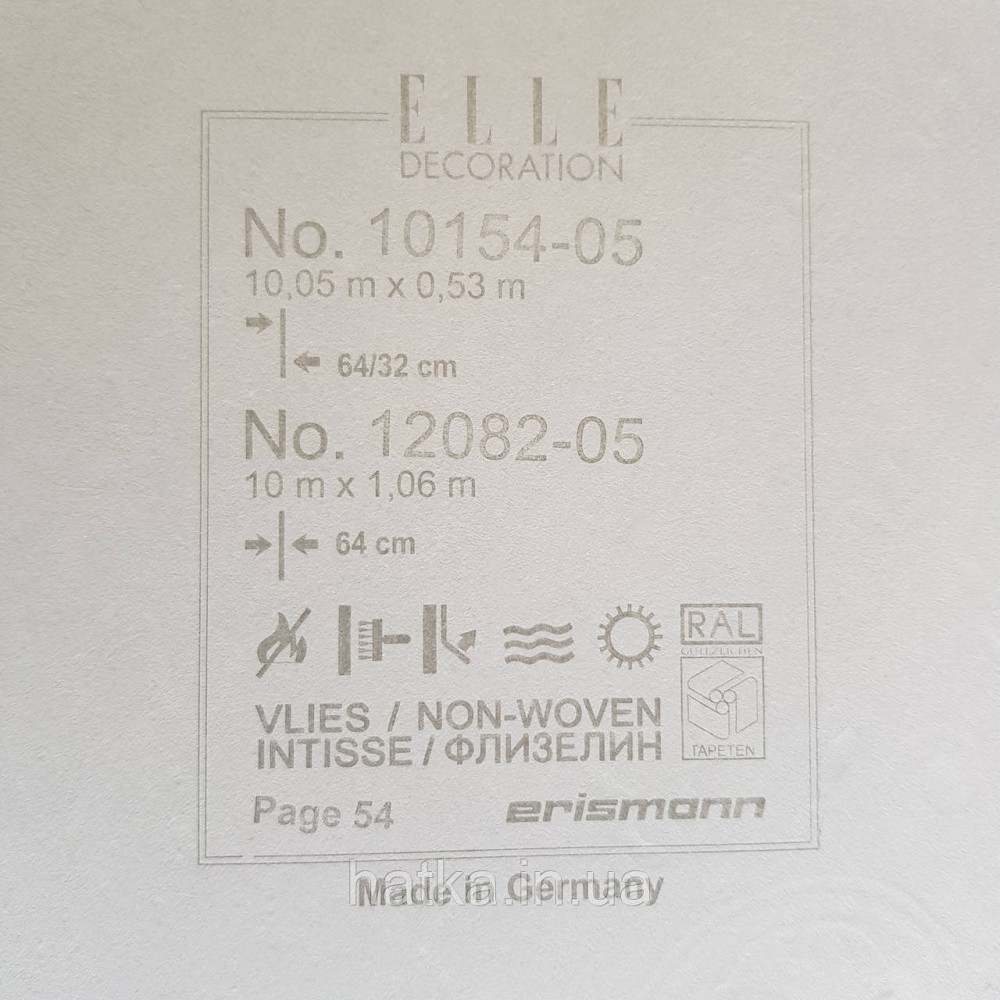 ELLE
DECORATION
No. 10154-05
10,05 m x 0,53 m
64/32 cm
No. 12082-05
10 m x 1,06 m
64 cm
RAL
GÜTEZEICHEN
VLIES / NON-WOVEN
INTISSE / ФЛИЗЕЛИН
TAPETEN
Page 54
erismann
Made in Germany
hatka.in.ua